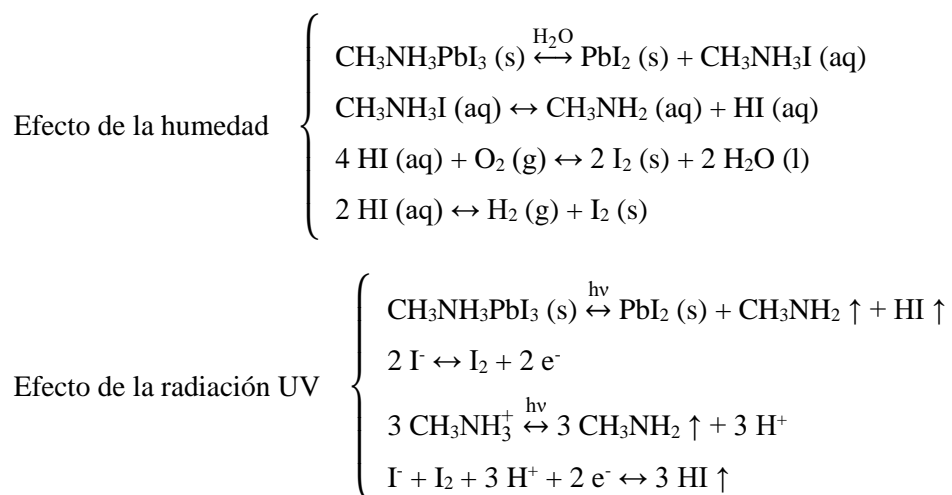 Efecto de la humedad
CH₃NH₃PbI₃ (s) ⟷ PbI₂ (s) + CH₃NH₃I (aq)
H₂O
CH₃NH₃I (aq) ↔ CH₃NH₂ (aq) + HI (aq)
4 HI (aq) + O₂ (g) ↔ 2 I₂ (s) + 2 H₂O (l)
2 HI (aq) ↔ H₂ (g) + I₂ (s)
Efecto de la radiación UV
CH₃NH₃PbI₃ (s) ↔ PbI₂ (s) + CH₃NH₂ ↑ + HI ↑
hν
2 I⁻ ↔ I₂ + 2 e⁻
3 CH₃NH₃⁺ ↔ 3 CH₃NH₂ ↑ + 3 H⁺
hν
I⁻ + I₂ + 3 H⁺ + 2 e⁻ ↔ 3 HI ↑